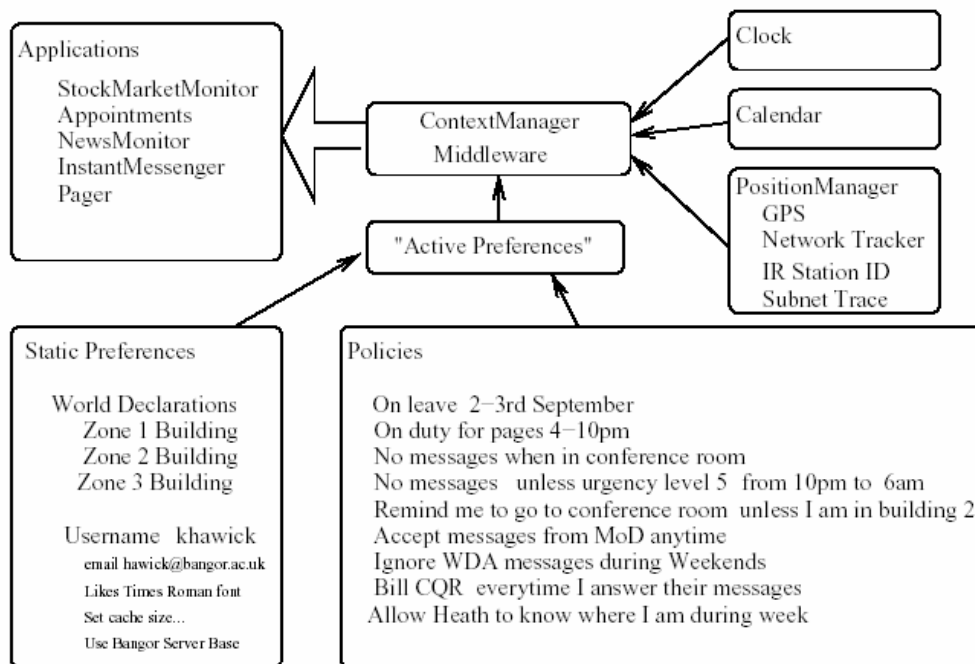 Applications
StockMarketMonitor
Appointments
NewsMonitor
InstantMessenger
Pager
ContextManager
Middleware
"Active Preferences"
Clock
Calendar
PositionManager
GPS
Network Tracker
IR Station ID
Subnet Trace
Static Preferences
World Declarations
Zone 1 Building
Zone 2 Building
Zone 3 Building
Username khawick
email hawick@bangor.ac.uk
Likes Times Roman font
Set cache size...
Use Bangor Server Base
Policies
On leave 2-3rd September
On duty for pages 4-10pm
No messages when in conference room
No messages unless urgency level 5 from 10pm to 6am
Remind me to go to conference room unless I am in building 2
Accept messages from MoD anytime
Ignore WDA messages during Weekends
Bill CQR everytime I answer their messages
Allow Heath to know where I am during week